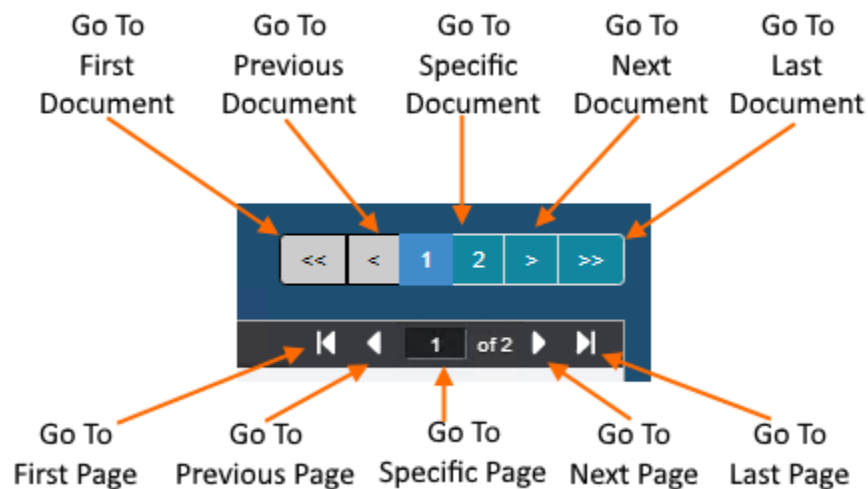 Go To Go To Go To Go To Go To
First Previous Specific Next Last
Document Document Document Document Document
<< < 1 2 > >>
1 of 2
Go To Go To Go To Go To Go To
First Page Previous Page Specific Page Next Page Last Page